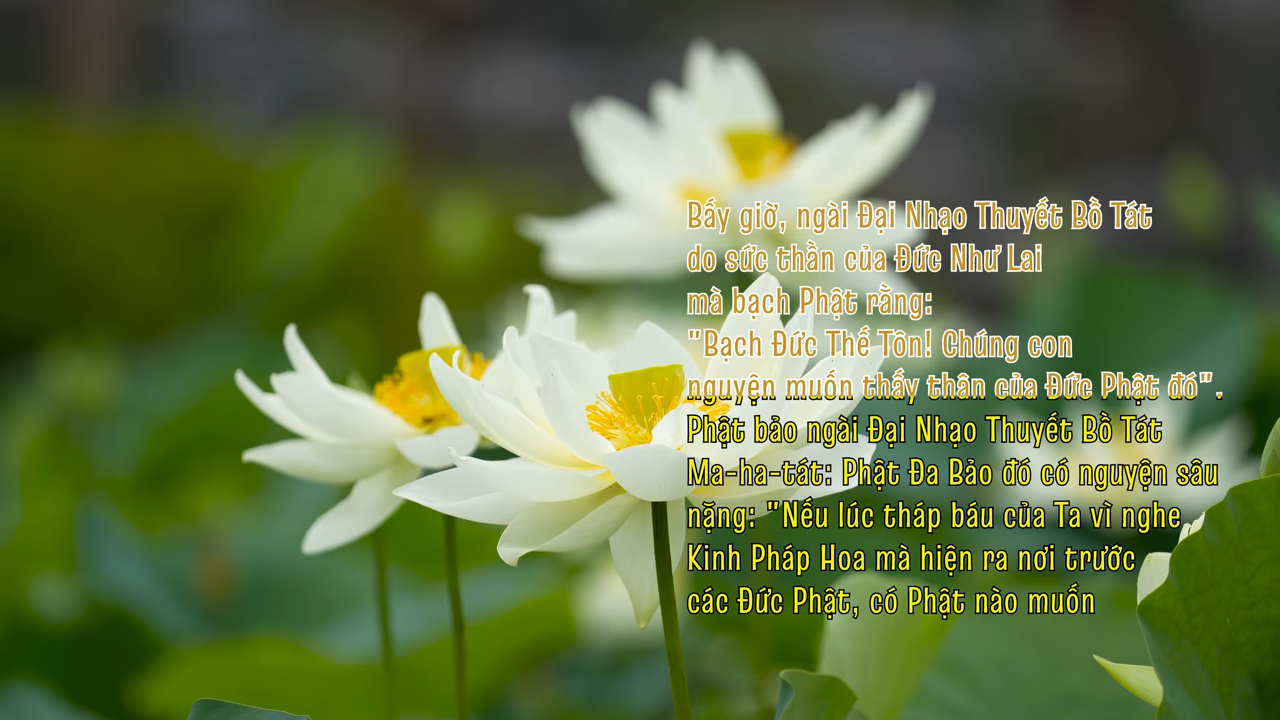 Bấy giờ, ngài Đại Nhạo Thuyết Bồ Tát
do sức thần của Đức Như Lai
mà bạch Phật rằng:
"Bạch Đức Thế Tôn! Chúng con
nguyện muốn thấy thân của Đức Phật đó".
Phật bảo ngài Đại Nhạo Thuyết Bồ Tát
Ma-ha-tát: Phật Đa Bảo đó có nguyện sâu
nặng: "Nếu lúc tháp báu của Ta vì nghe
Kinh Pháp Hoa mà hiện ra nơi trước
các Đức Phật, có Phật nào muốn